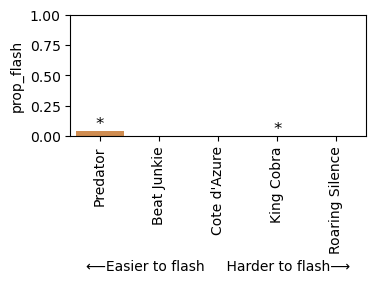 1.00
0.75
0.50
0.25
0.00
prop_flash
*
*
Predator
Beat Junkie
Cote d'Azure
King Cobra
Roaring Silence
⟵Easier to flash     Harder to flash⟶